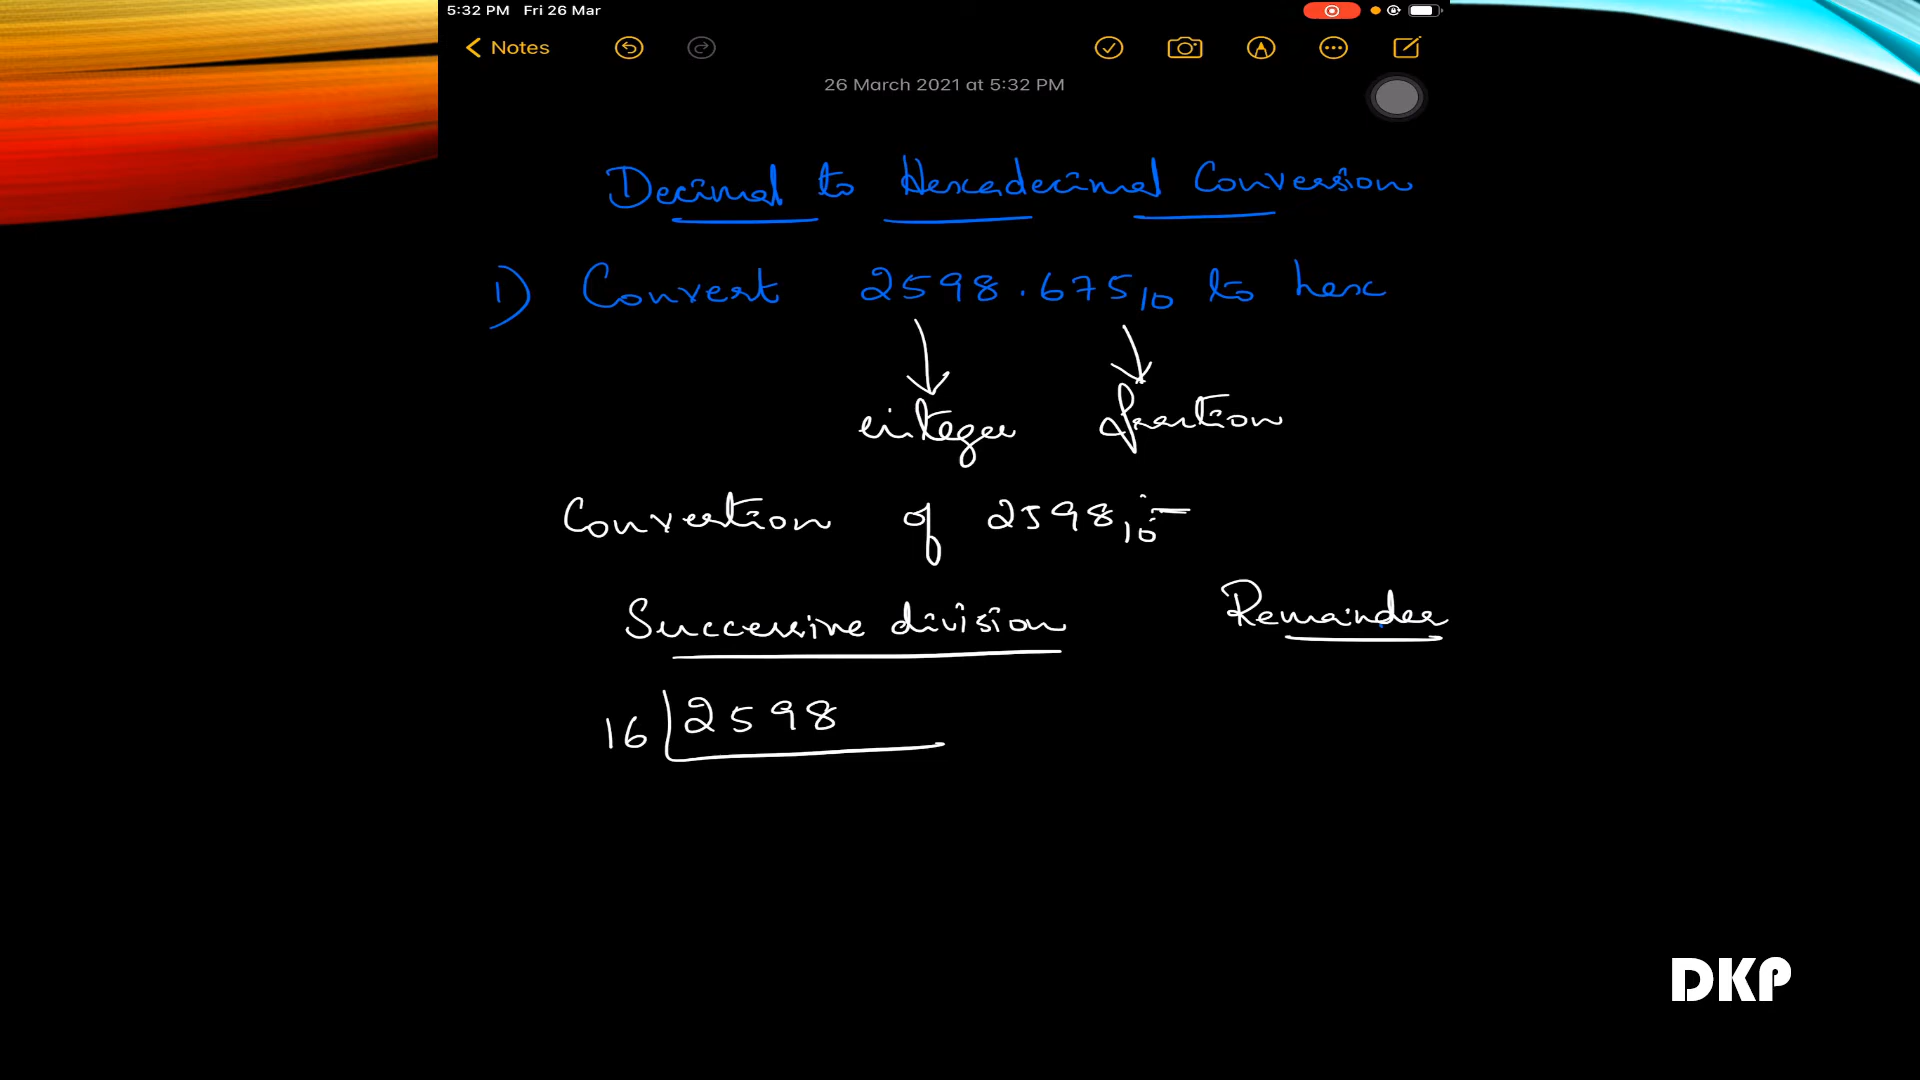 5:32 PM Fri 26 Mar
Notes
26 March 2021 at 5:32 PM
Decimal to Hexadecimal Conversion
1) Convert 2598.675₁₀ to hex
integer fraction
Convertion of 2598₁₀:-
Successive division Remainder
16 2598
DKP